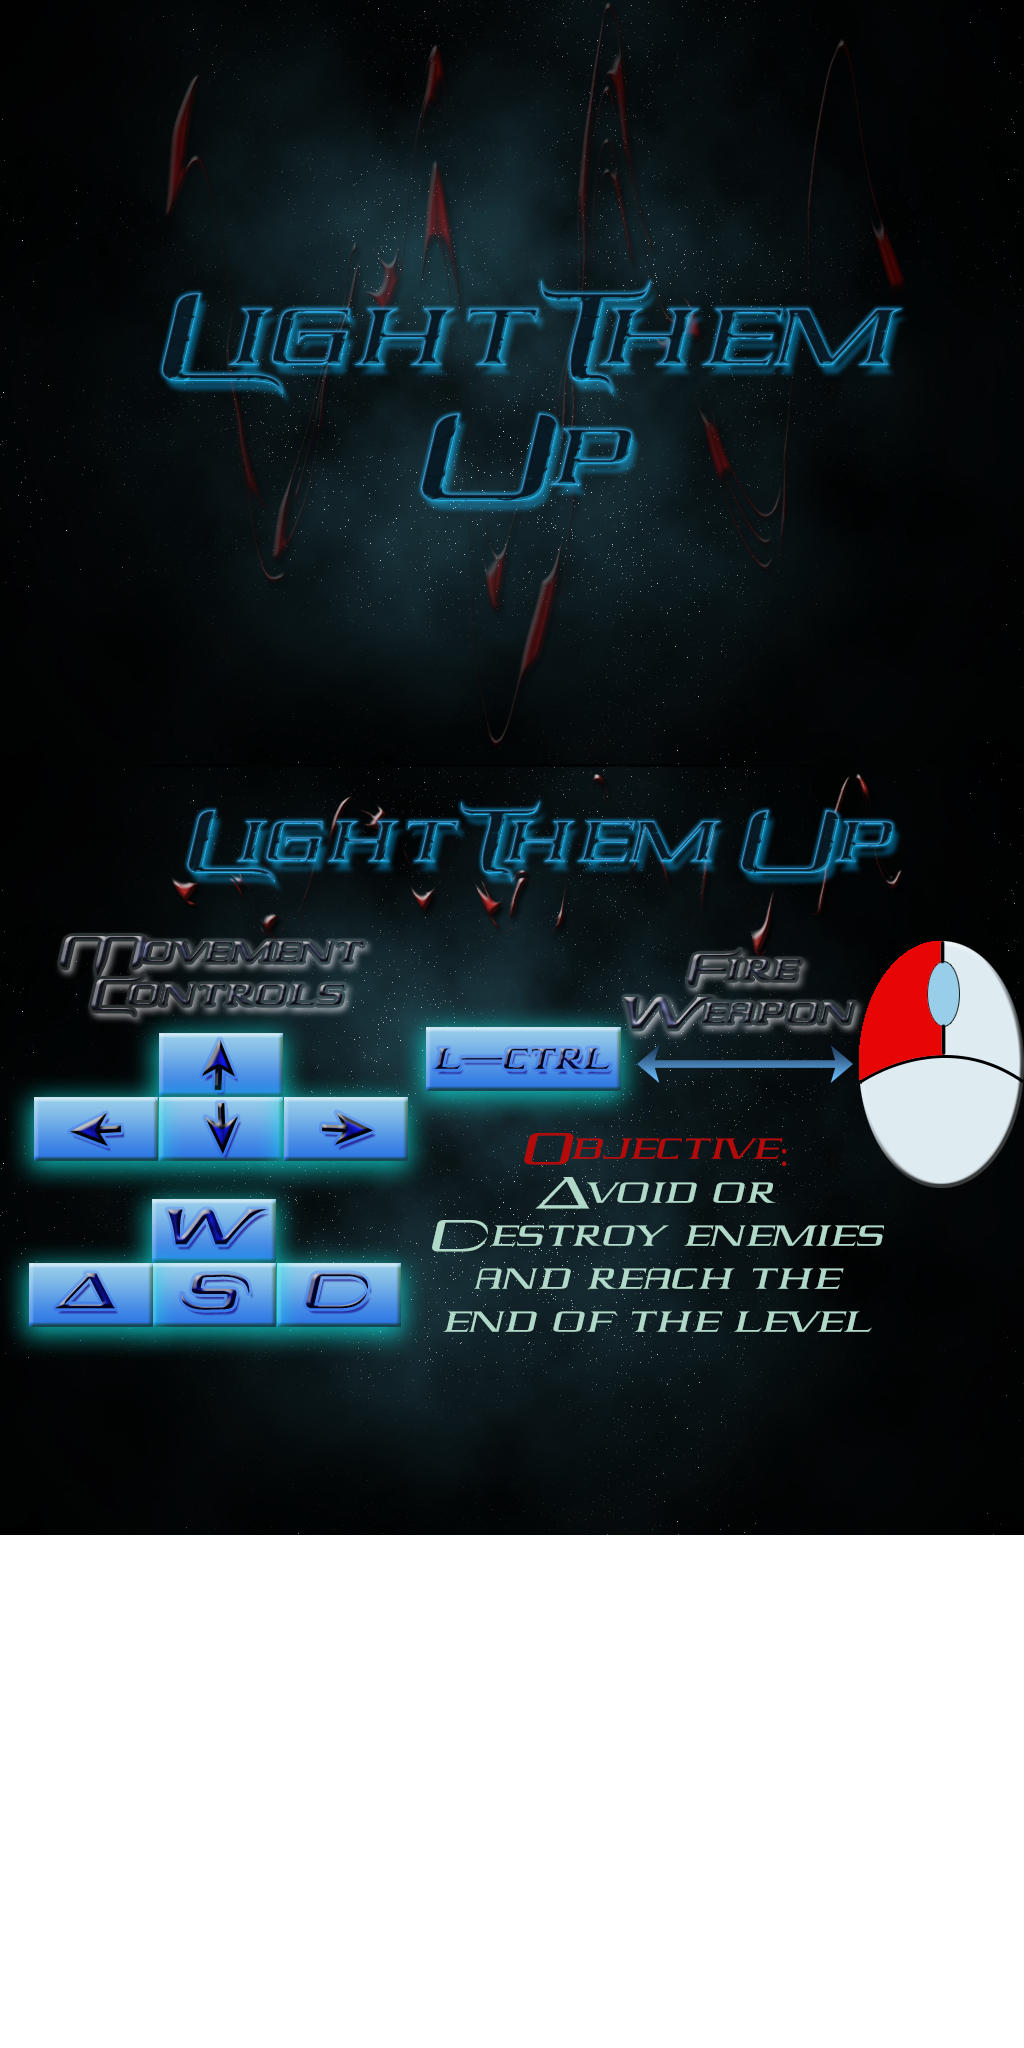 Light Them
Up
Light Them Up
Movement
Controls
Fire
Weapon
L-CTRL
W
A S D
Objective:
Avoid or
Destroy enemies
and reach the
end of the level